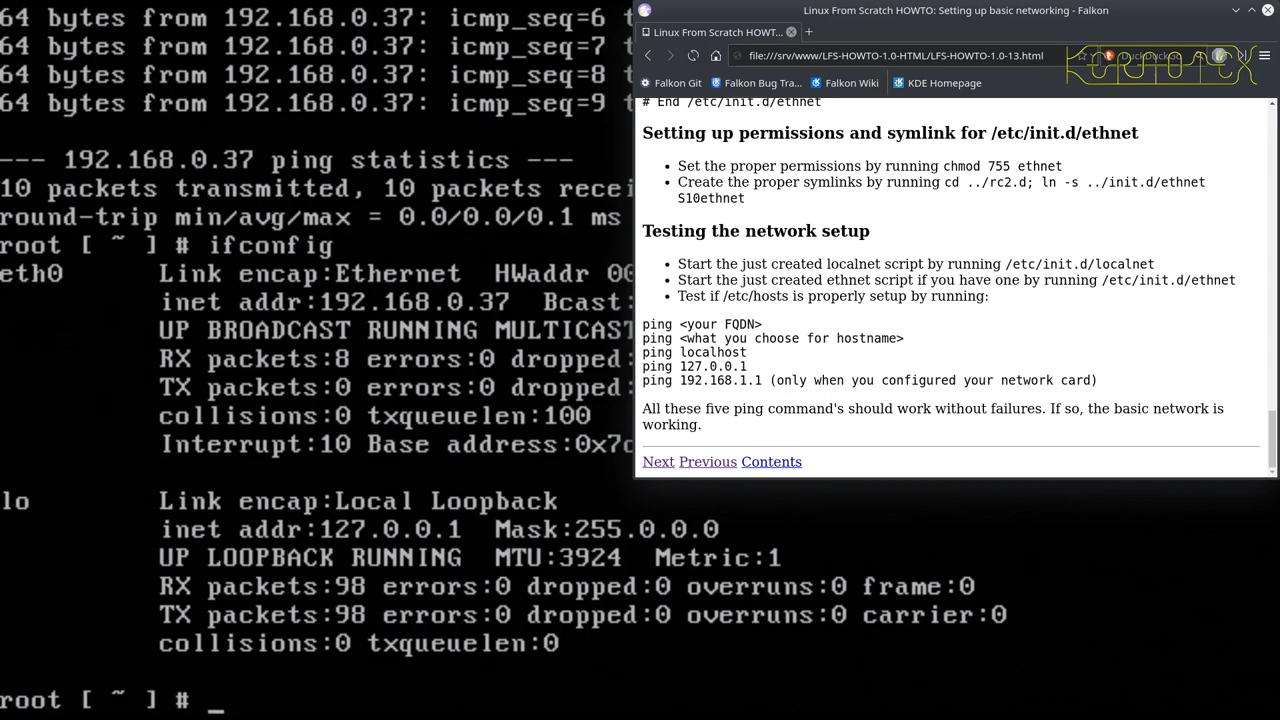 64 bytes from 192.168.0.37: icmp_seq=6 t
64 bytes from 192.168.0.37: icmp_seq=7 t
64 bytes from 192.168.0.37: icmp_seq=8 t
64 bytes from 192.168.0.37: icmp_seq=9 t
--- 192.168.0.37 ping statistics ---
10 packets transmitted, 10 packets recei
round-trip min/avg/max = 0.0/0.0/0.1 ms
root [ ~ ] # ifconfig
eth0 Link encap:Ethernet HWaddr 00
inet addr:192.168.0.37 Bcast:
UP BROADCAST RUNNING MULTICAST
RX packets:8 errors:0 dropped:
TX packets:0 errors:0 dropped:
collisions:0 txqueuelen:100
Interrupt:10 Base address:0x7c
lo Link encap:Local Loopback
inet addr:127.0.0.1 Mask:255.0.0.0
UP LOOPBACK RUNNING MTU:3924 Metric:1
RX packets:98 errors:0 dropped:0 overruns:0 frame:0
TX packets:98 errors:0 dropped:0 overruns:0 carrier:0
collisions:0 txqueuelen:0
root [ ~ ] # _
Linux From Scratch HOWTO: Setting up basic networking - Falkon
Linux From Scratch HOWT...
file:///srv/www/LFS-HOWTO-1.0-HTML/LFS-HOWTO-1.0-13.html
Falkon Git Falkon Bug Tra... Falkon Wiki KDE Homepage
# End /etc/init.d/ethnet
Setting up permissions and symlink for /etc/init.d/ethnet
• Set the proper permissions by running chmod 755 ethnet
• Create the proper symlinks by running cd ../rc2.d; ln -s ../init.d/ethnet
S10ethnet
Testing the network setup
• Start the just created localnet script by running /etc/init.d/localnet
• Start the just created ethnet script if you have one by running /etc/init.d/ethnet
• Test if /etc/hosts is properly setup by running:
ping <your FQDN>
ping <what you choose for hostname>
ping localhost
ping 127.0.0.1
ping 192.168.1.1 (only when you configured your network card)
All these five ping command's should work without failures. If so, the basic network is
working.
Next Previous Contents